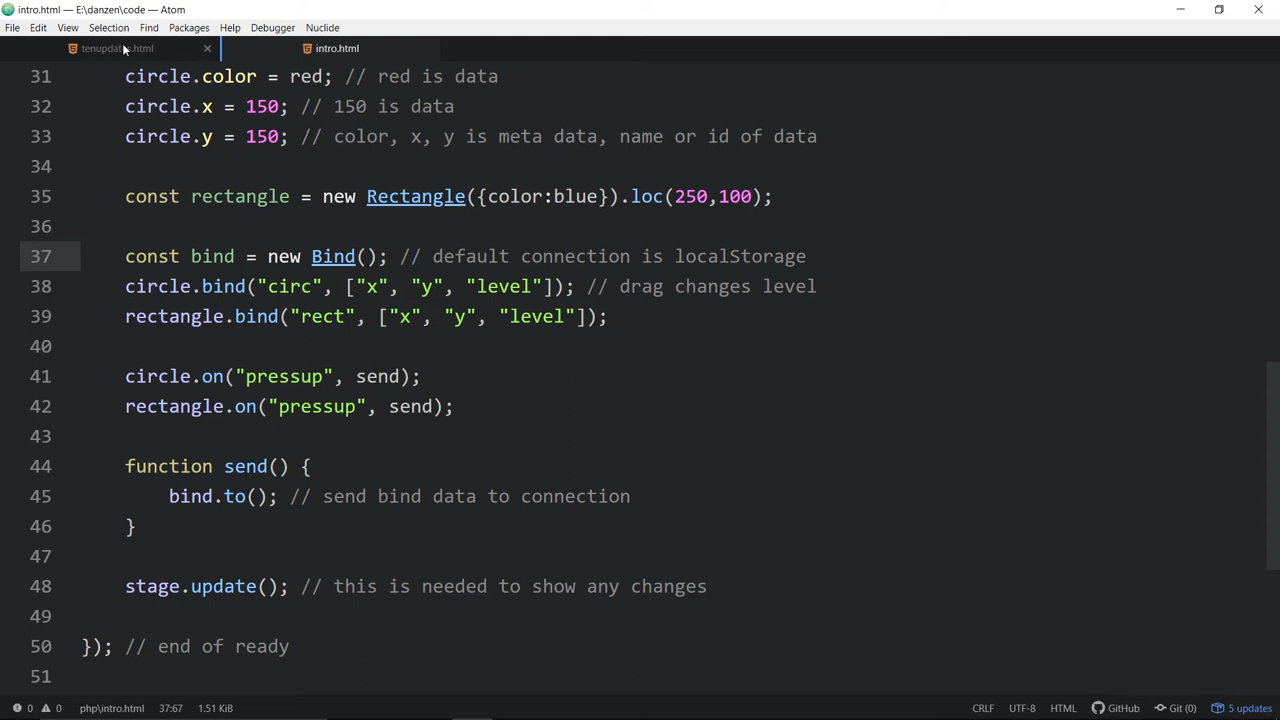 intro.html — E:\danzen\code — Atom
File Edit View Selection Find Packages Help Debugger Nuclide
tenupdates.html intro.html
31 circle.color = red; // red is data
32 circle.x = 150; // 150 is data
33 circle.y = 150; // color, x, y is meta data, name or id of data
34
35 const rectangle = new Rectangle({color:blue}).loc(250,100);
36
37 const bind = new Bind(); // default connection is localStorage
38 circle.bind("circ", ["x", "y", "level"]); // drag changes level
39 rectangle.bind("rect", ["x", "y", "level"]);
40
41 circle.on("pressup", send);
42 rectangle.on("pressup", send);
43
44 function send() {
45 bind.to(); // send bind data to connection
46 }
47
48 stage.update(); // this is needed to show any changes
49
50 }); // end of ready
51
0 0 php\intro.html 37:67 1.51 KiB CRLF UTF-8 HTML GitHub Git (0) 5 updates